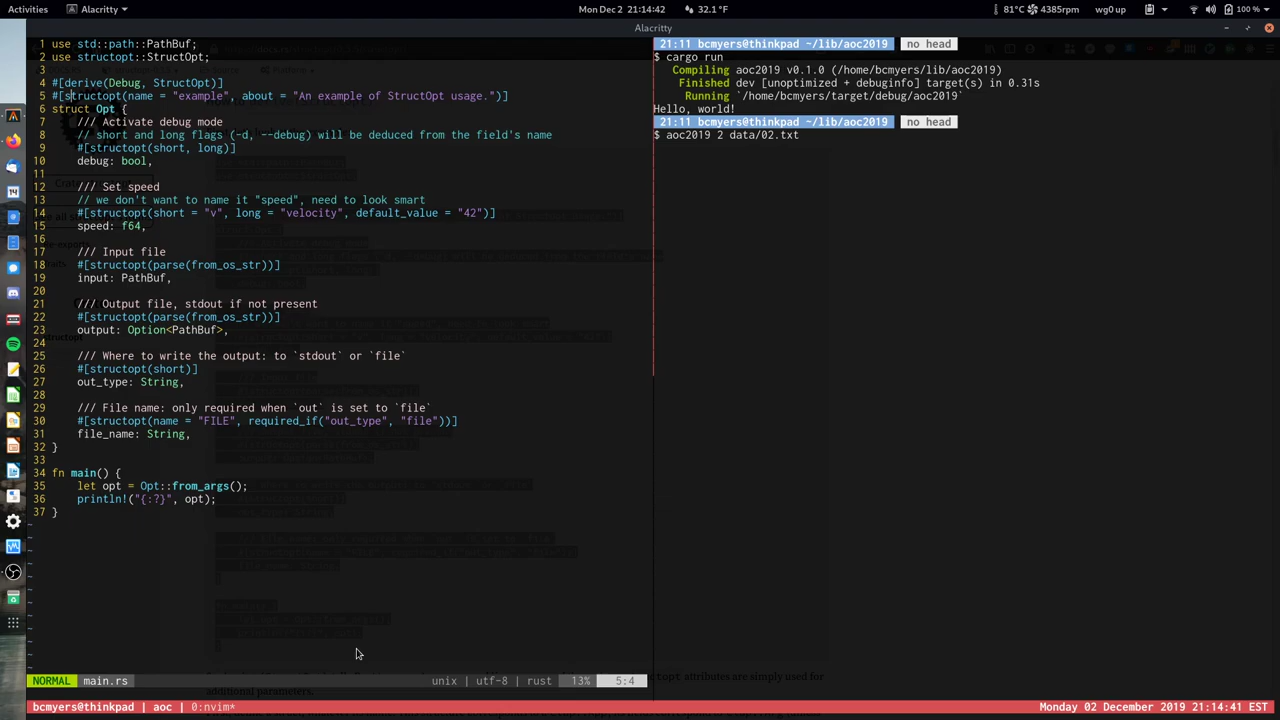 Activities Alacritty Mon Dec 2 21:14:42 32.1 °F 81°C 4385rpm wg0 up 100 %
Alacritty
1 use std::path::PathBuf;
2 use structopt::StructOpt;
3
4 #[derive(Debug, StructOpt)]
5 #[structopt(name = "example", about = "An example of StructOpt usage.")]
6 struct Opt {
7 /// Activate debug mode
8 // short and long flags (-d, --debug) will be deduced from the field's name
9 #[structopt(short, long)]
10 debug: bool,
11
12 /// Set speed
13 // we don't want to name it "speed", need to look smart
14 #[structopt(short = "v", long = "velocity", default_value = "42")]
15 speed: f64,
16
17 /// Input file
18 #[structopt(parse(from_os_str))]
19 input: PathBuf,
20
21 /// Output file, stdout if not present
22 #[structopt(parse(from_os_str))]
23 output: Option<PathBuf>,
24
25 /// Where to write the output: to `stdout` or `file`
26 #[structopt(short)]
27 out_type: String,
28
29 /// File name: only required when `out` is set to `file`
30 #[structopt(name = "FILE", required_if("out_type", "file"))]
31 file_name: String,
32 }
33
34 fn main() {
35 let opt = Opt::from_args();
36 println!("{:?}", opt);
37 }
~
~
~
~
~
~
~
~
~
~
~
~
NORMAL main.rs unix | utf-8 | rust 13% 5:4
21:11 bcmyers@thinkpad ~/lib/aoc2019 no head
$ cargo run
Compiling aoc2019 v0.1.0 (/home/bcmyers/lib/aoc2019)
Finished dev [unoptimized + debuginfo] target(s) in 0.31s
Running `/home/bcmyers/target/debug/aoc2019`
Hello, world!
21:11 bcmyers@thinkpad ~/lib/aoc2019 no head
$ aoc2019 2 data/02.txt
topt attributes are simply used for
additional parameters.
bcmyers@thinkpad | aoc | 0:nvim* Monday 02 December 2019 21:14:41 EST